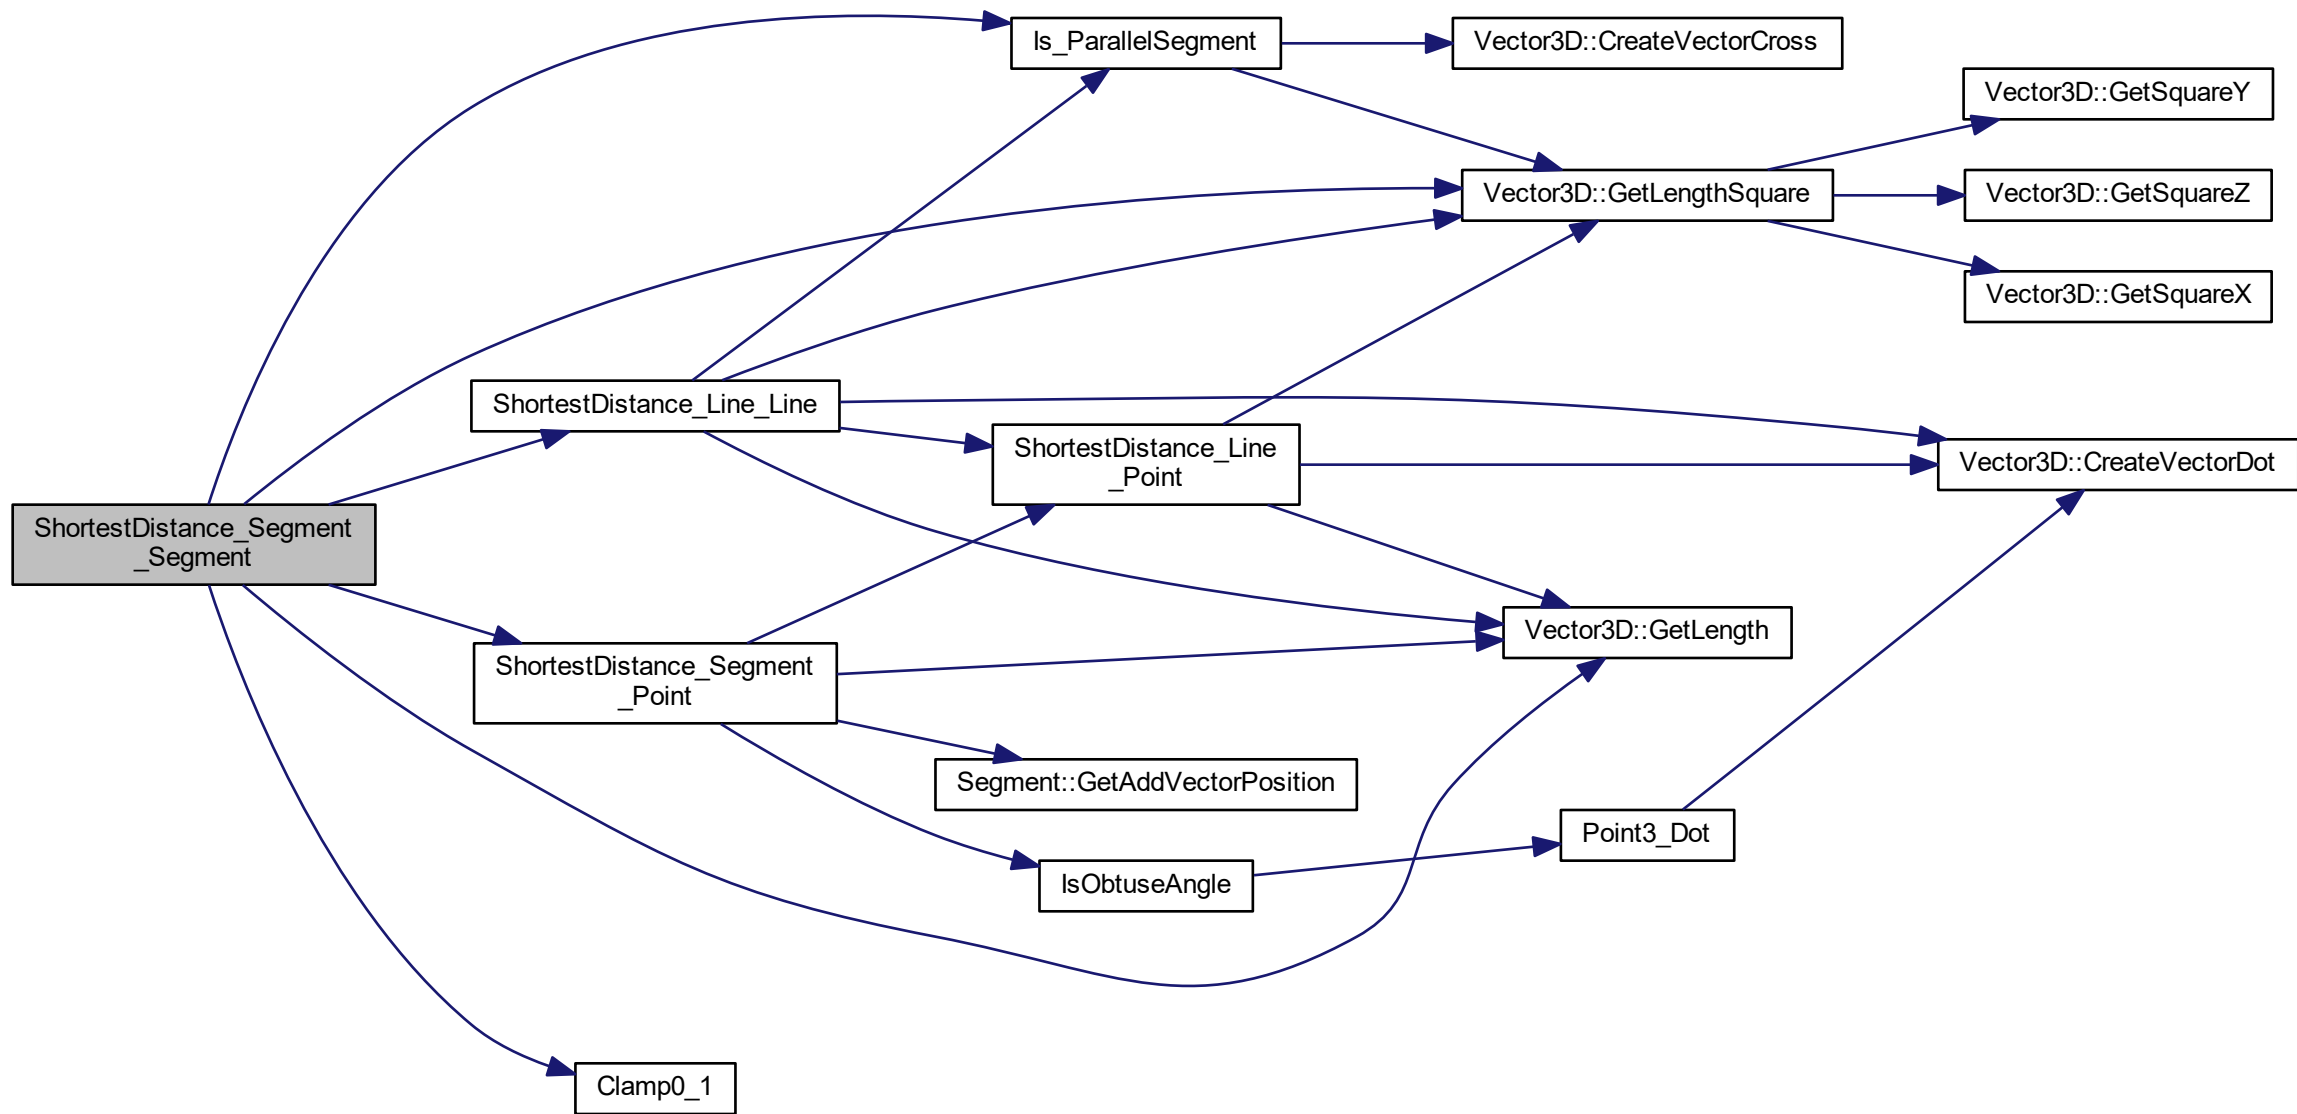 Is_ParallelSegment
Vector3D::CreateVectorCross
Vector3D::GetSquareY
Vector3D::GetLengthSquare
Vector3D::GetSquareZ
Vector3D::GetSquareX
ShortestDistance_Line_Line
ShortestDistance_Line
_Point
Vector3D::CreateVectorDot
ShortestDistance_Segment
_Segment
Vector3D::GetLength
ShortestDistance_Segment
_Point
Segment::GetAddVectorPosition
Point3_Dot
IsObtuseAngle
Clamp0_1